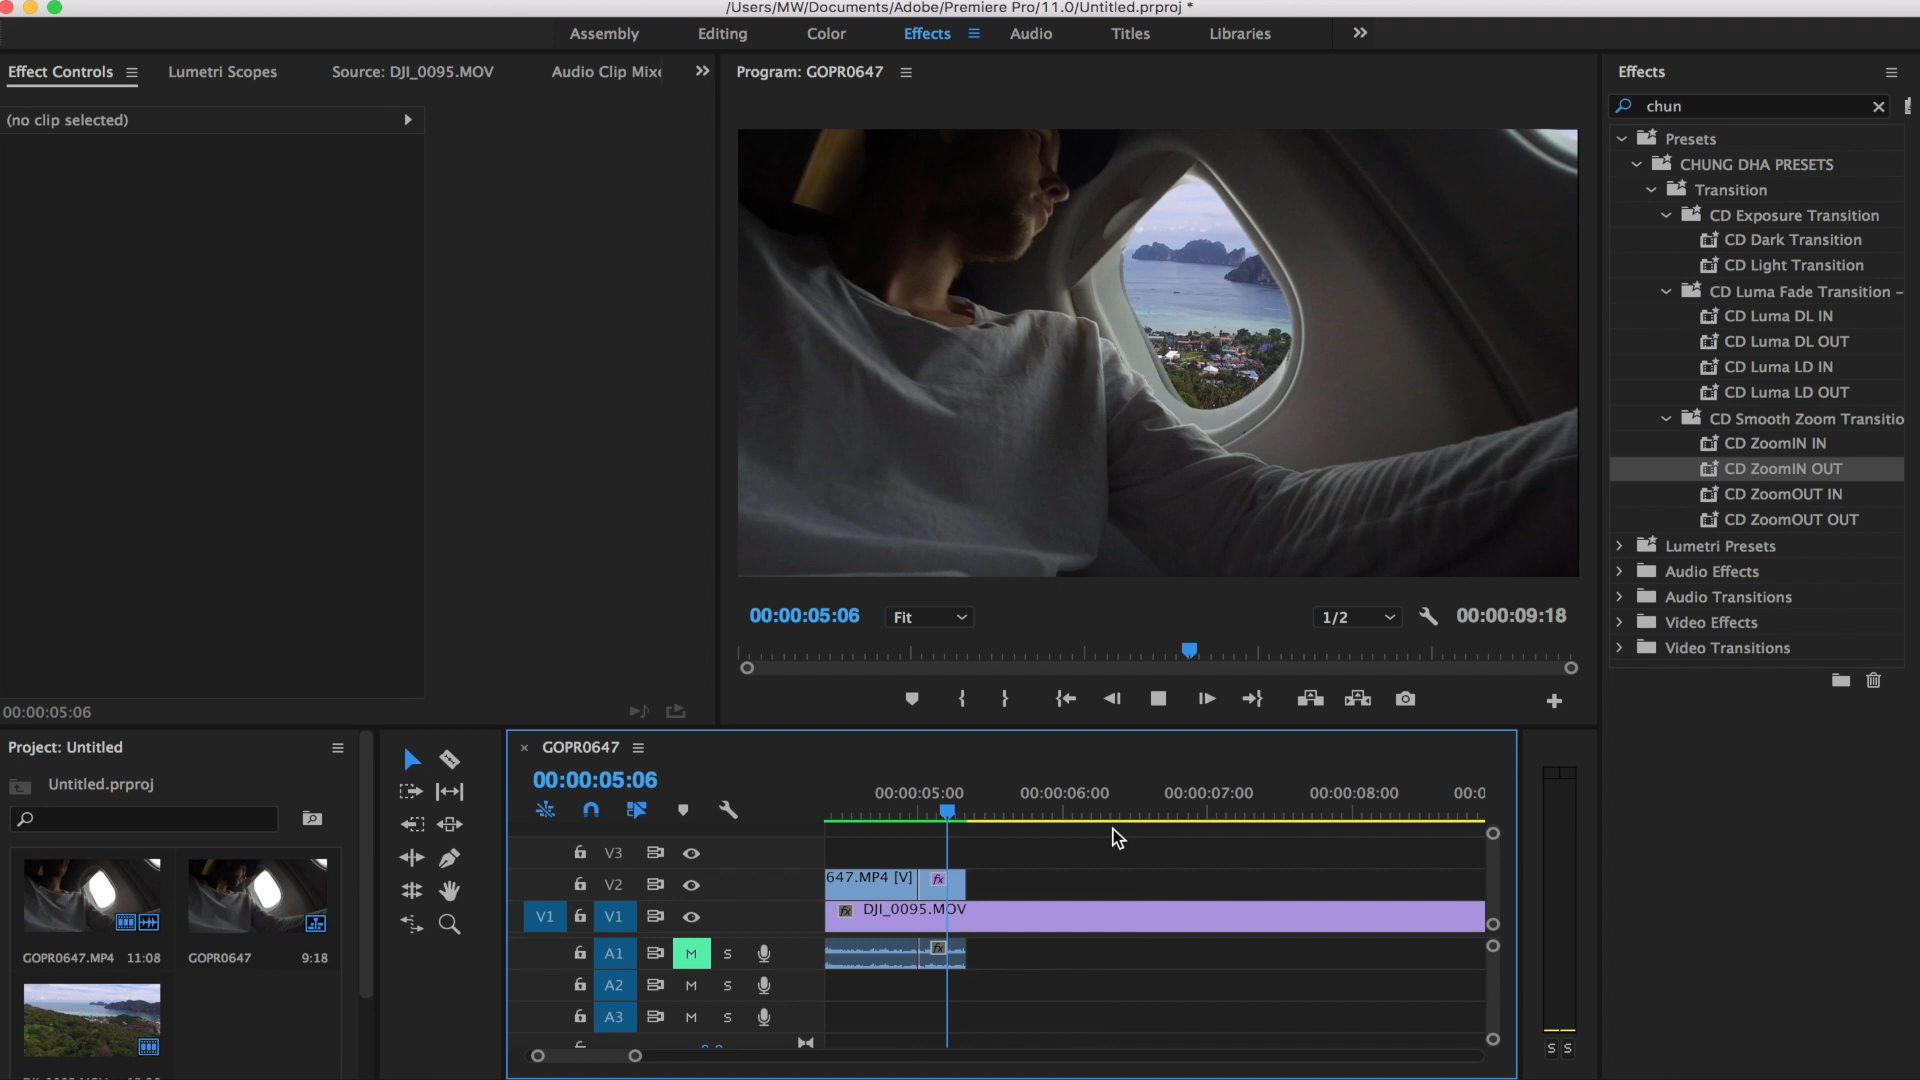 /Users/MW/Documents/Adobe/Premiere Pro/11.0/Untitled.prproj *
Assembly Editing Color Effects Audio Titles Libraries
Effect Controls Lumetri Scopes Source: DJI_0095.MOV Audio Clip Mixe
(no clip selected)
00:00:05:06
Program: GOPR0647
00:00:05:06 Fit 1/2 00:00:09:18
Effects
chun
Presets
CHUNG DHA PRESETS
Transition
CD Exposure Transition
CD Dark Transition
CD Light Transition
CD Luma Fade Transition –
CD Luma DL IN
CD Luma DL OUT
CD Luma LD IN
CD Luma LD OUT
CD Smooth Zoom Transitio
CD ZoomIN IN
CD ZoomIN OUT
CD ZoomOUT IN
CD ZoomOUT OUT
Lumetri Presets
Audio Effects
Audio Transitions
Video Effects
Video Transitions
Project: Untitled
Untitled.prproj
GOPR0647.MP4 11:08
GOPR0647 9:18
GOPR0647
00:00:05:06
00:00:05:00 00:00:06:00 00:00:07:00 00:00:08:00 00:0
V3
V2 647.MP4 [V] fx
V1 V1 fx DJI_0095.MOV
A1 M S fx
A2 M S
A3 M S
S S